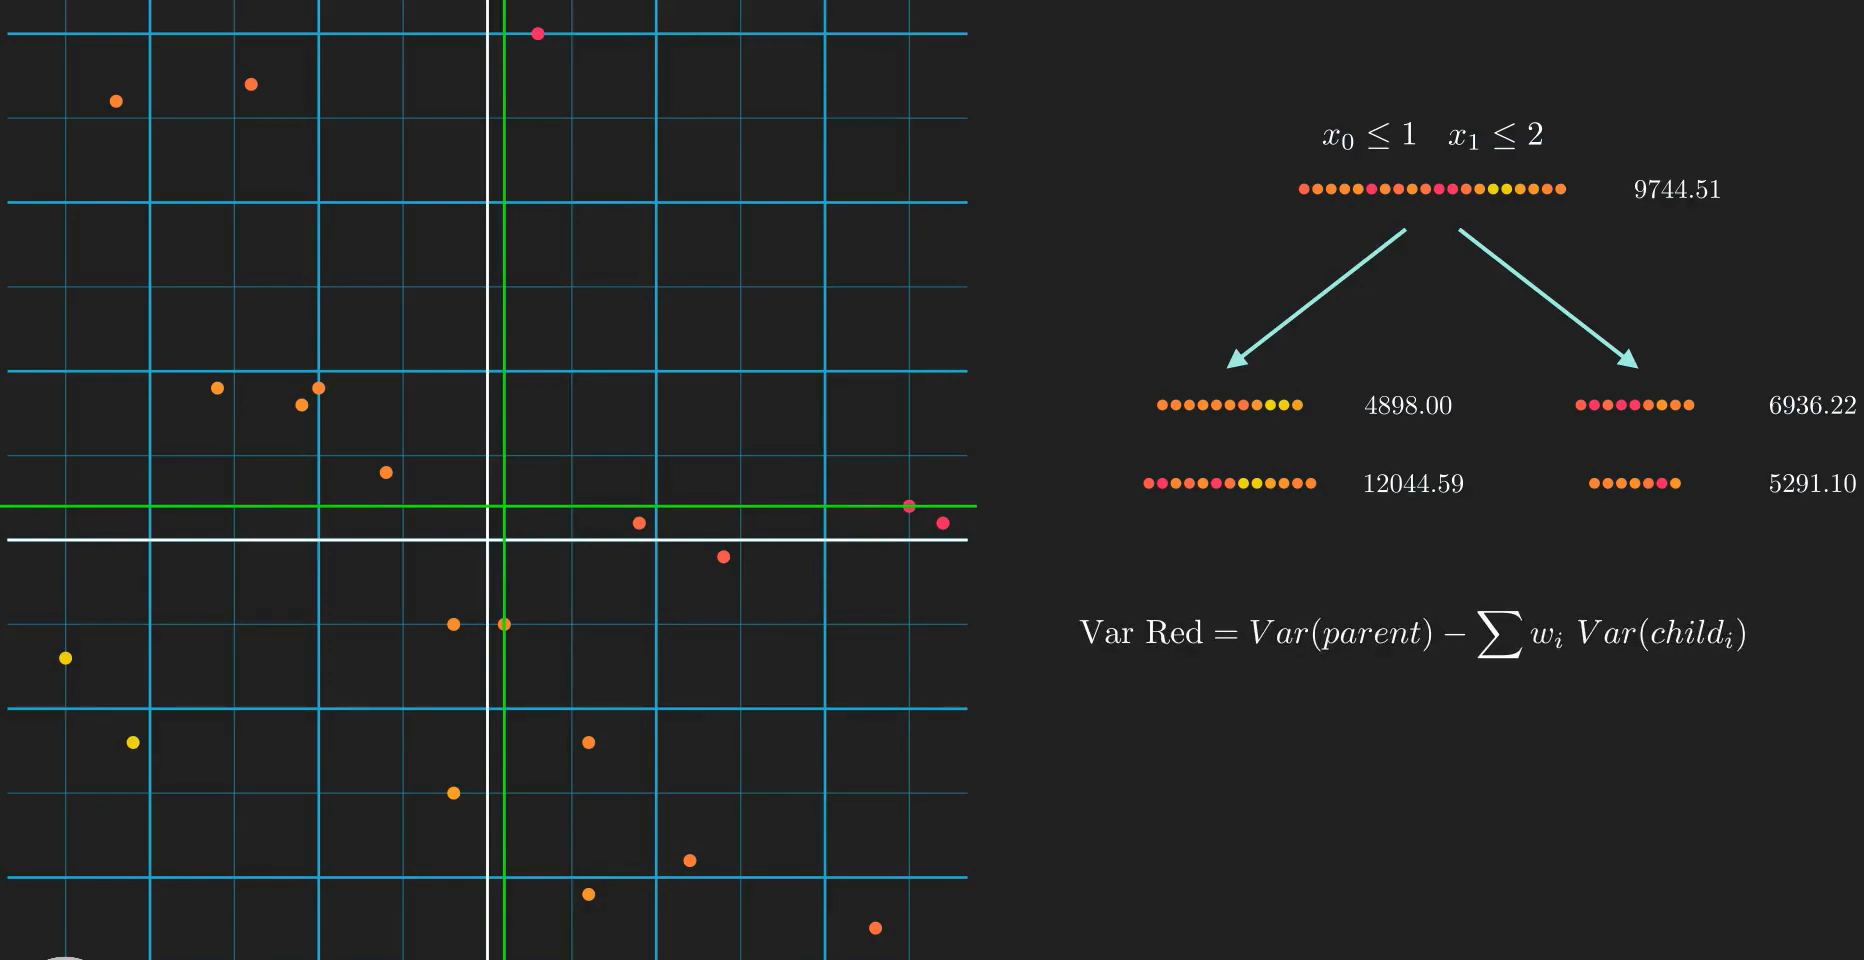 x₀ ≤ 1 x₁ ≤ 2
9744.51
4898.00 6936.22
12044.59 5291.10
Var Red = Var(parent) − ∑ wᵢ Var(childᵢ)